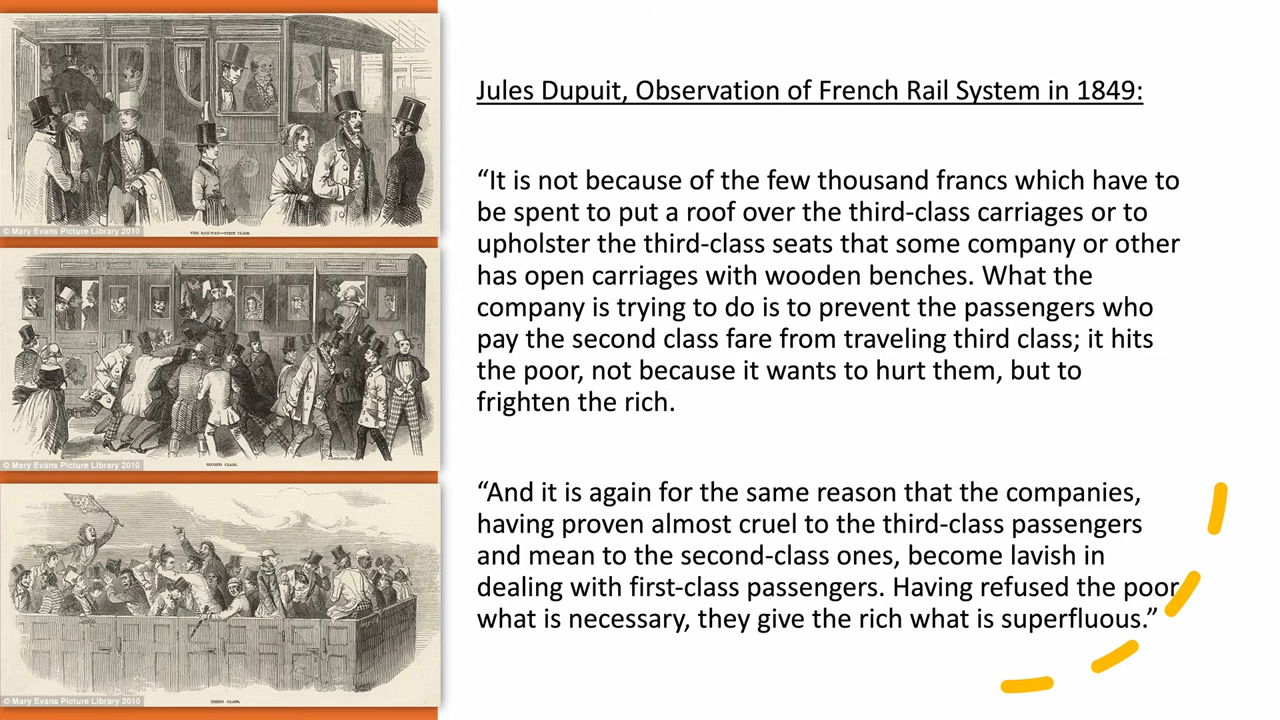 © Mary Evans Picture Library 2010
THE RAILWAY—FIRST CLASS.
© Mary Evans Picture Library 2010
SECOND CLASS.
© Mary Evans Picture Library 2010
THIRD CLASS.
Jules Dupuit, Observation of French Rail System in 1849:
“It is not because of the few thousand francs which have to
be spent to put a roof over the third-class carriages or to
upholster the third-class seats that some company or other
has open carriages with wooden benches. What the
company is trying to do is to prevent the passengers who
pay the second class fare from traveling third class; it hits
the poor, not because it wants to hurt them, but to
frighten the rich.
“And it is again for the same reason that the companies,
having proven almost cruel to the third-class passengers
and mean to the second-class ones, become lavish in
dealing with first-class passengers. Having refused the poor
what is necessary, they give the rich what is superfluous.”